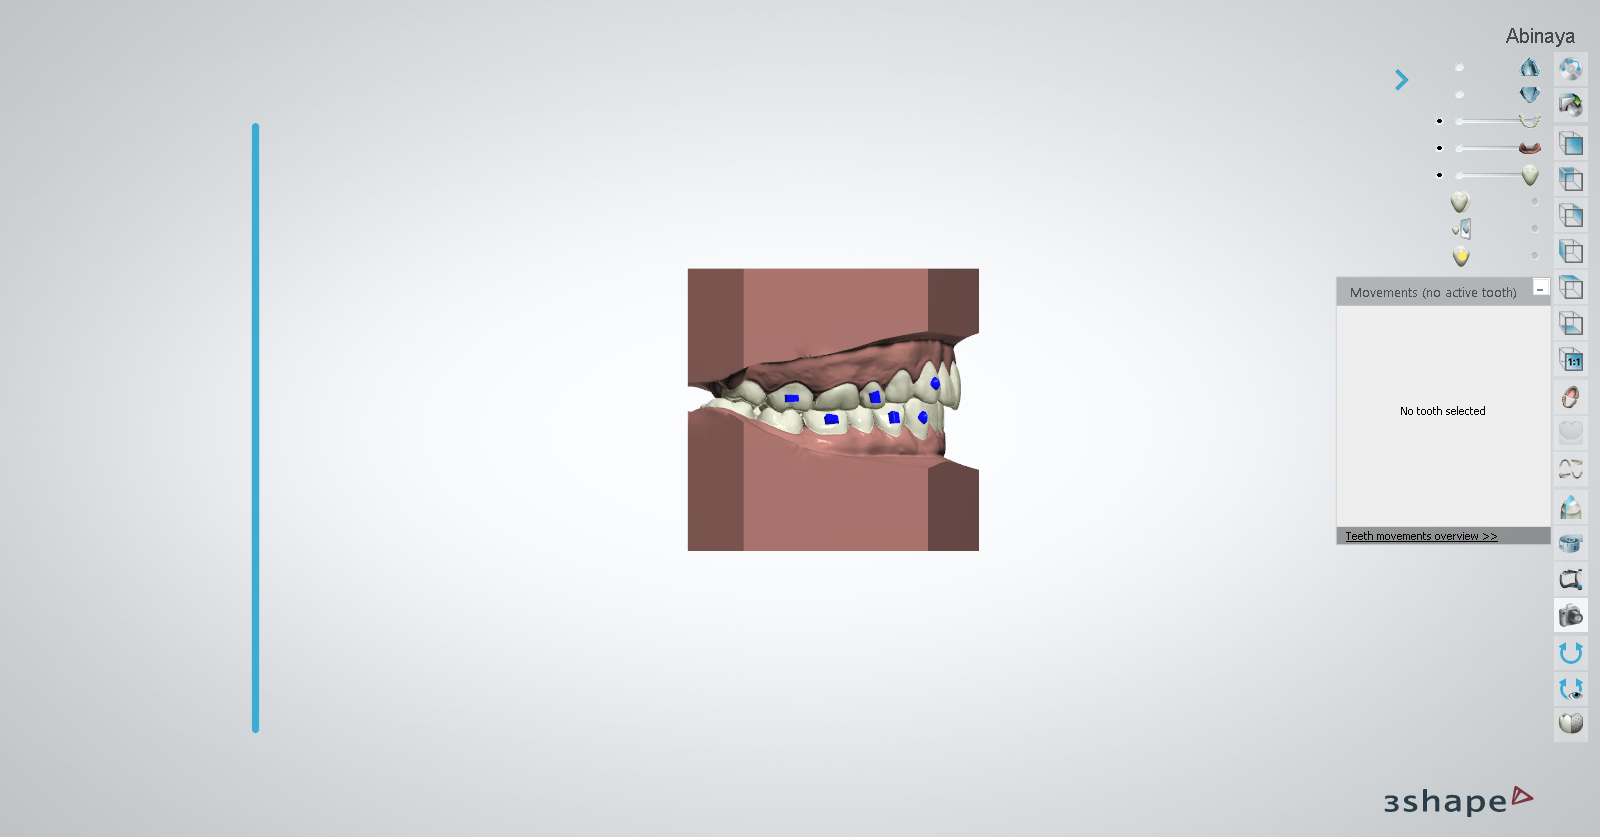 Abinaya
Movements (no active tooth)
1:1
No tooth selected
Teeth movements overview >>
3shape